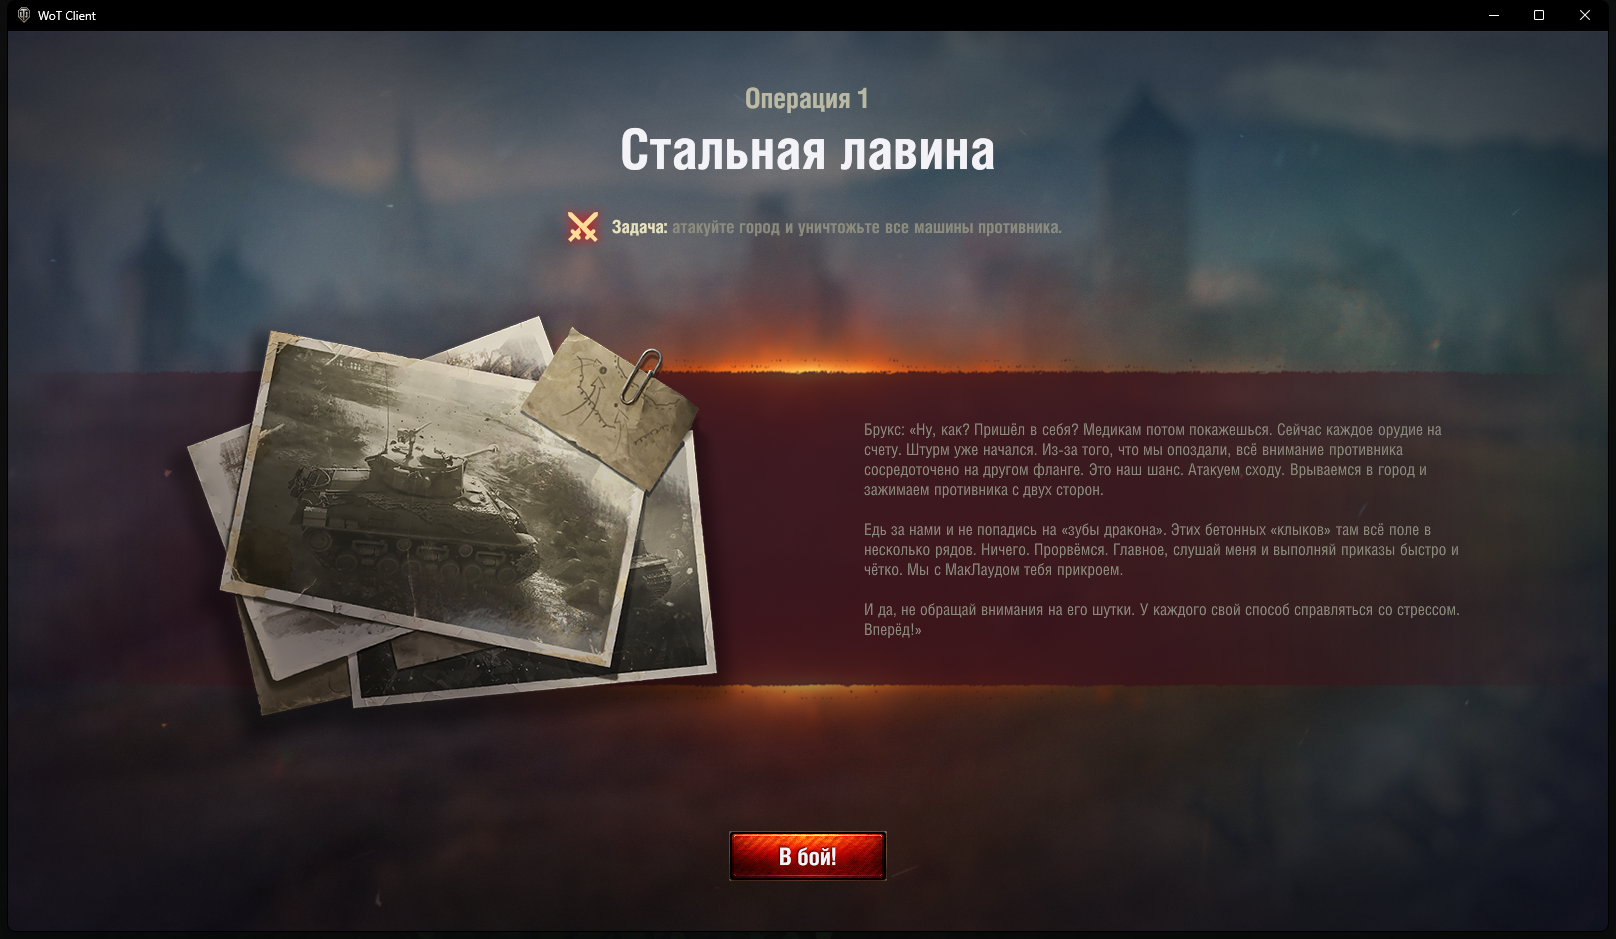 WoT Client
Операция 1
Стальная лавина
Задача: атакуйте город и уничтожьте все машины противника.
Брукс: «Ну, как? Пришёл в себя? Медикам потом покажешься. Сейчас каждое орудие на
счету. Штурм уже начался. Из-за того, что мы опоздали, всё внимание противника
сосредоточено на другом фланге. Это наш шанс. Атакуем сходу. Врываемся в город и
зажимаем противника с двух сторон.
Едь за нами и не попадись на «зубы дракона». Этих бетонных «клыков» там всё поле в
несколько рядов. Ничего. Прорвёмся. Главное, слушай меня и выполняй приказы быстро и
чётко. Мы с МакЛаудом тебя прикроем.
И да, не обращай внимания на его шутки. У каждого свой способ справляться со стрессом.
Вперёд!»
В бой!